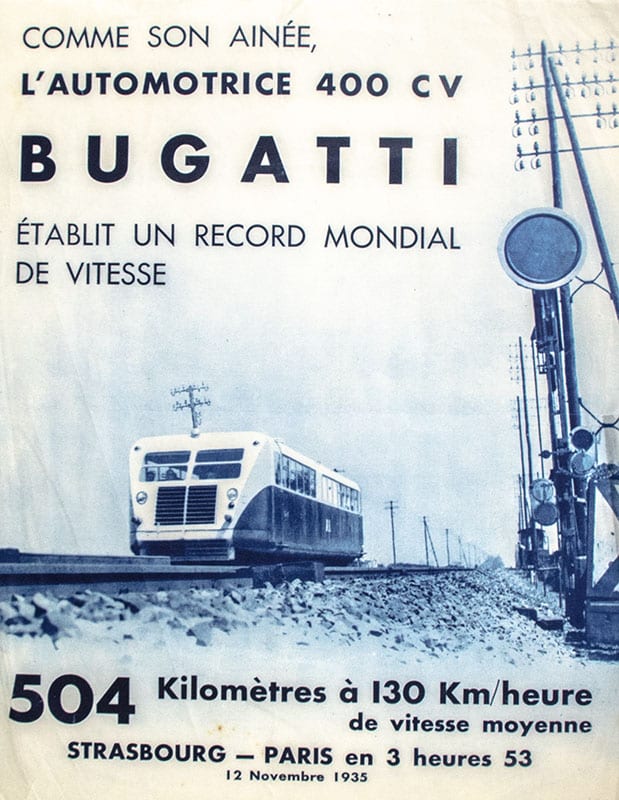 COMME SON AINÉE,
L'AUTOMOTRICE 400 CV
BUGATTI
ÉTABLIT UN RECORD MONDIAL
DE VITESSE
504 Kilomètres à 130 Km/heure
de vitesse moyenne
STRASBOURG – PARIS en 3 heures 53
12 Novembre 1935